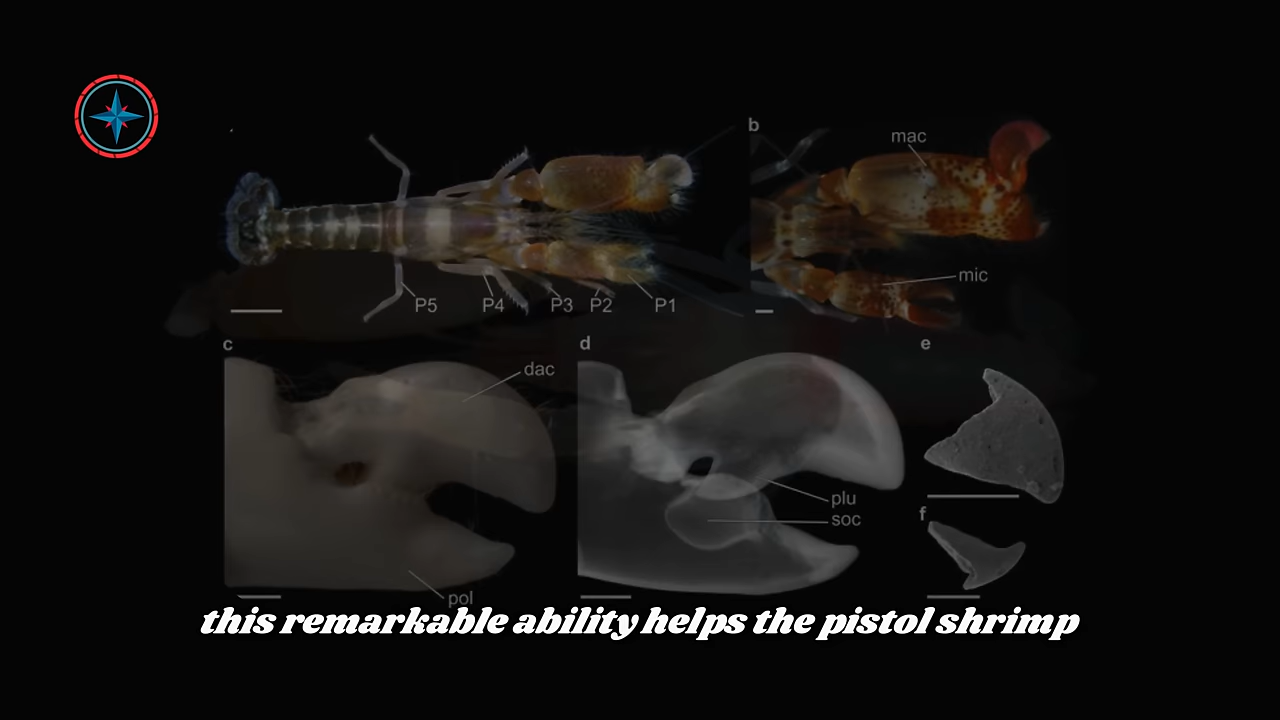 b
mac
mic
P5 P4 P3 P2 P1
c
d
e
dac
plu
soc
f
pol
this remarkable ability helps the pistol shrimp